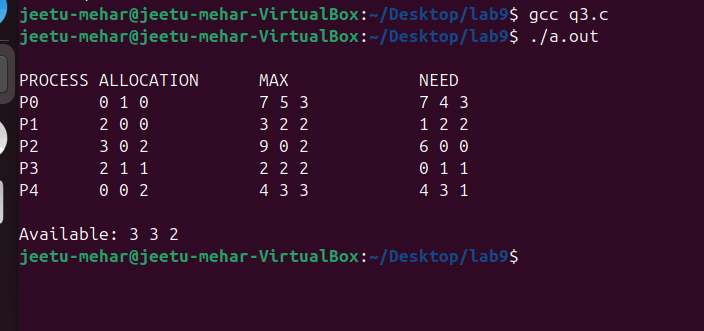 jeetu-mehar@jeetu-mehar-VirtualBox:~/Desktop/lab9$ gcc q3.c
jeetu-mehar@jeetu-mehar-VirtualBox:~/Desktop/lab9$ ./a.out
PROCESS ALLOCATION MAX NEED
P0 0 1 0 7 5 3 7 4 3
P1 2 0 0 3 2 2 1 2 2
P2 3 0 2 9 0 2 6 0 0
P3 2 1 1 2 2 2 0 1 1
P4 0 0 2 4 3 3 4 3 1
Available: 3 3 2
jeetu-mehar@jeetu-mehar-VirtualBox:~/Desktop/lab9$